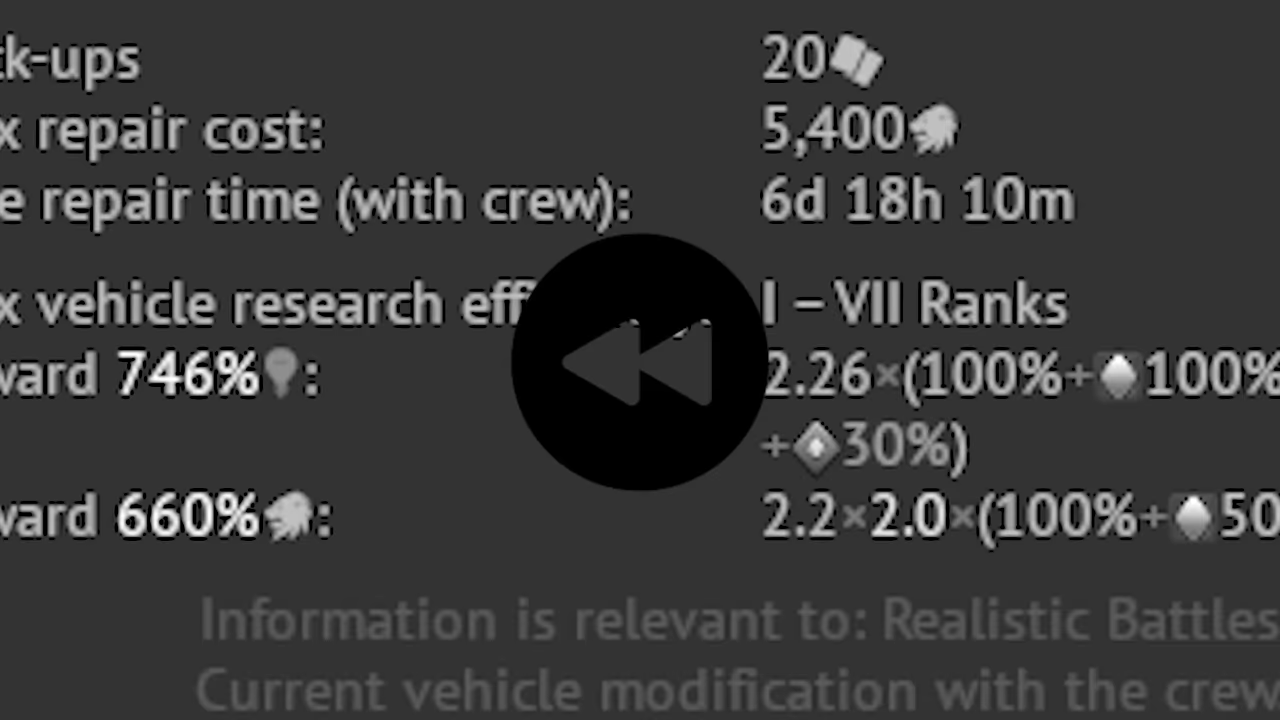 k-ups 20
x repair cost: 5,400
e repair time (with crew): 6d 18h 10m
x vehicle research eff I – VII Ranks
ward 746% : 2.26×(100%+ 100%
+ 30%)
ward 660% : 2.2×2.0×(100%+ 50
Information is relevant to: Realistic Battles
Current vehicle modification with the crew